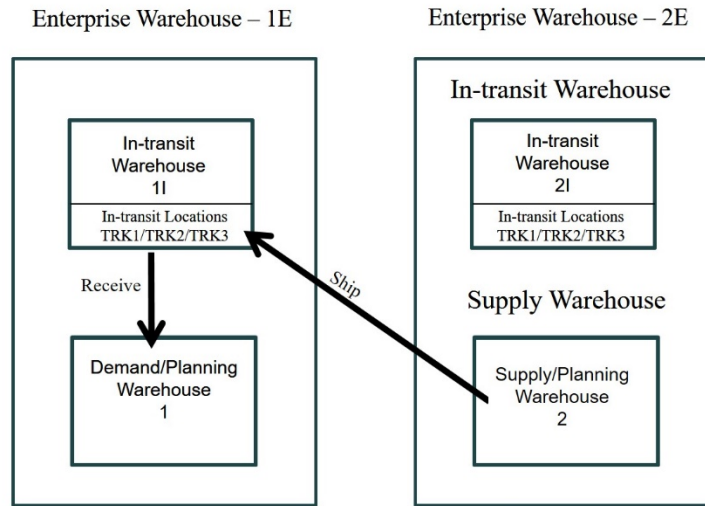 Enterprise Warehouse – 1E
Enterprise Warehouse – 2E
In-transit
Warehouse
1I
In-transit Locations
TRK1/TRK2/TRK3
Receive
Demand/Planning
Warehouse
1
Ship
In-transit Warehouse
In-transit
Warehouse
2I
In-transit Locations
TRK1/TRK2/TRK3
Supply Warehouse
Supply/Planning
Warehouse
2